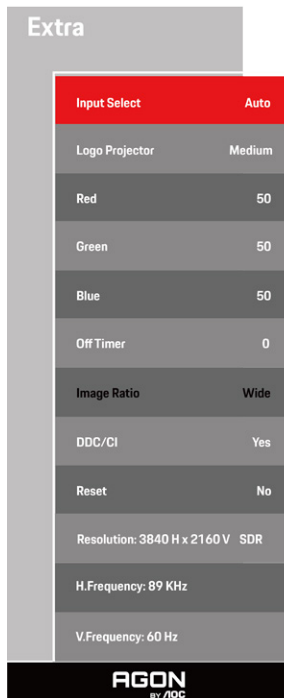 Extra
Input Select Auto
Logo Projector Medium
Red 50
Green 50
Blue 50
Off Timer 0
Image Ratio Wide
DDC/CI Yes
Reset No
Resolution: 3840 H x 2160 V SDR
H.Frequency: 89 KHz
V.Frequency: 60 Hz
AGON
BY AOC